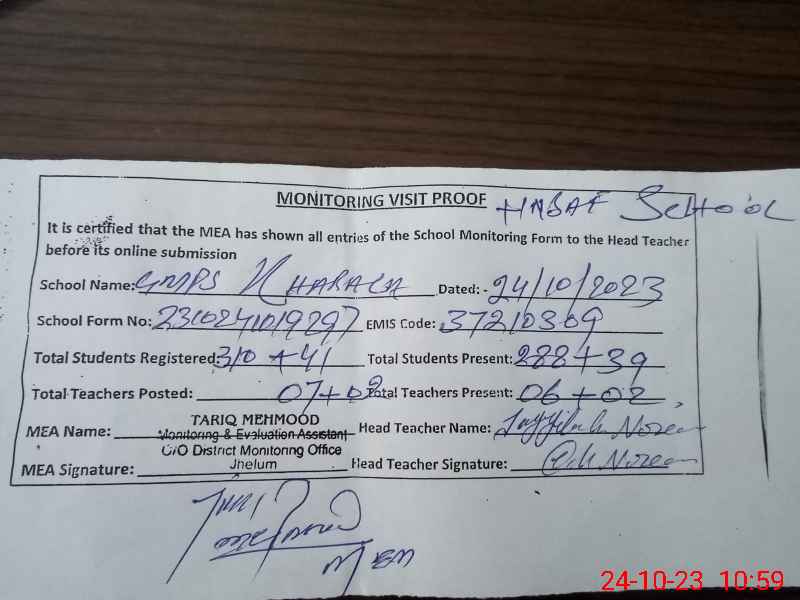 MONITORING VISIT PROOF
SCHOOL
It is certified that the MEA has shown all entries of the School Monitoring Form to the Head Teacher
before its online submission
School Name: GMPS KHARALA Dated: - 24/10/2023
School Form No: EMIS Code: 37210309
Total Students Registered: 310 + 41 Total Students Present: 288+39
Total Teachers Posted: 07+02 Total Teachers Present: 06+02
MEA Name: TARIQ MEHMOOD Head Teacher Name: Noreen
Monitoring & Evaluation Assistant
C/O District Monitoring Office
MEA Signature: Jhelum Head Teacher Signature: Noreen
MEA
24-10-23 10:59